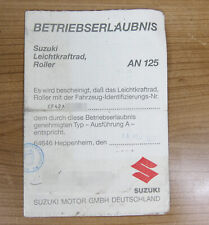 BETRIEBSERLAUBNIS
Suzuki
Leichtkraftrad,
Roller AN 125
Es wird bescheinigt, daß das Leichtkraftrad,
Roller mit der Fahrzeug-Identifizierungs-Nr.
CF42A
dem durch diese Betriebserlaubnis
genehmigten Typ – Ausführung A –
entspricht.
64646 Heppenheim, den
SUZUKI
SUZUKI MOTOR GMBH DEUTSCHLAND